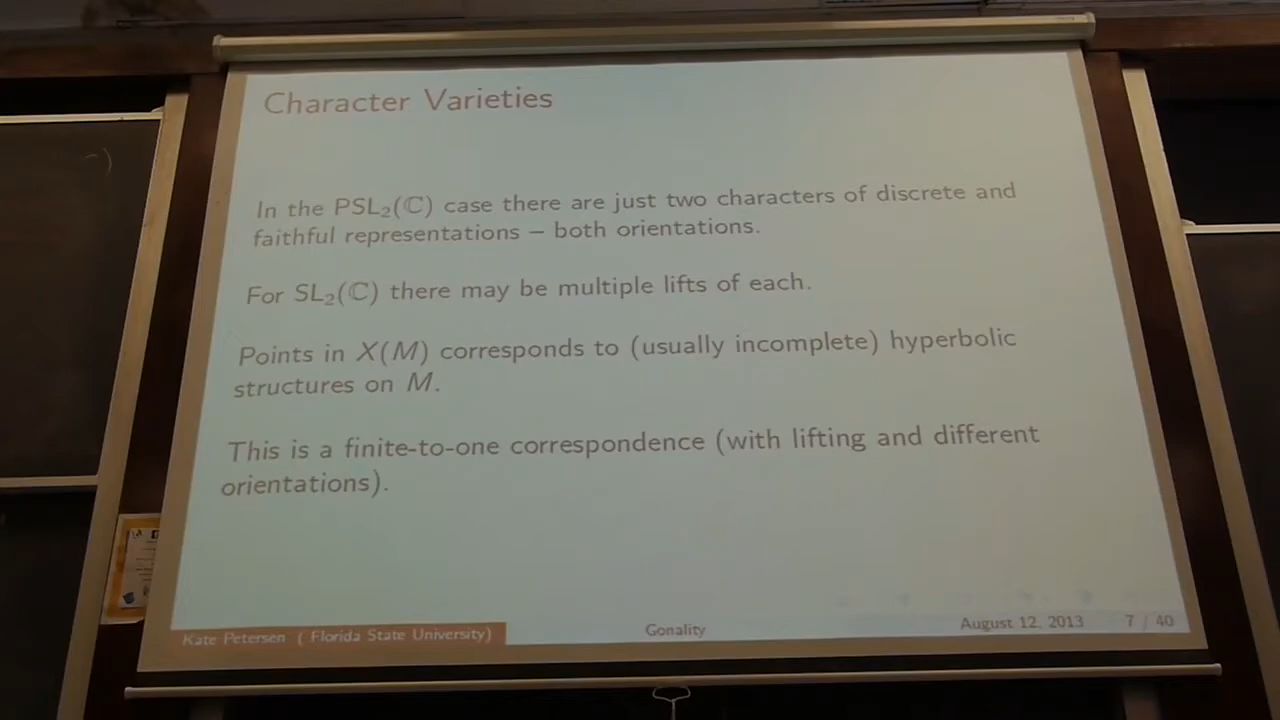 Character Varieties
In the PSL₂(ℂ) case there are just two characters of discrete and
faithful representations – both orientations.
For SL₂(ℂ) there may be multiple lifts of each.
Points in X(M) corresponds to (usually incomplete) hyperbolic
structures on M.
This is a finite-to-one correspondence (with lifting and different
orientations).
Kate Petersen ( Florida State University)
Gonality
August 12, 2013
7 / 40